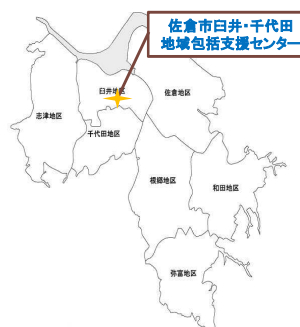 佐倉市臼井・千代田
地域包括支援センター
臼井地区
佐倉地区
志津地区
千代田地区
根郷地区
和田地区
弥富地区